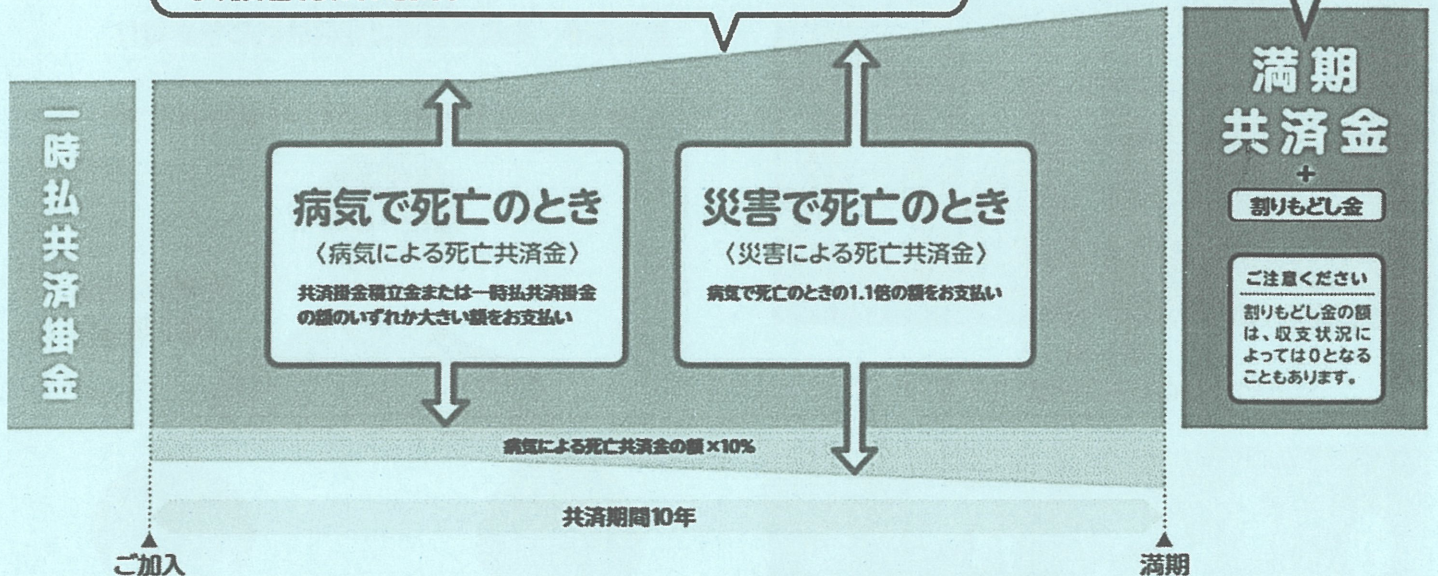 一時払共済掛金
病気で死亡のとき
〈病気による死亡共済金〉
共済掛金積立金または一時払共済掛金
の額のいずれか大きい額をお支払い
災害で死亡のとき
〈災害による死亡共済金〉
病気で死亡のときの1.1倍の額をお支払い
病気による死亡共済金の額×10%
共済期間10年
ご加入
満期
満期
共済金
+
割りもどし金
ご注意ください
割りもどし金の額
は、収支状況に
よっては0となる
こともあります。